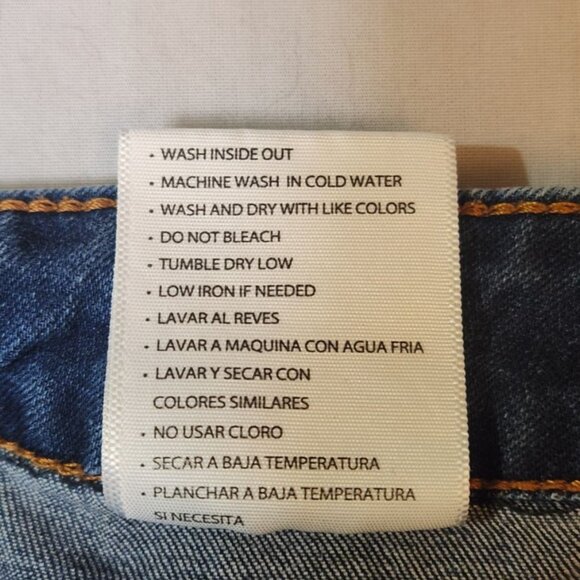 • WASH INSIDE OUT
• MACHINE WASH IN COLD WATER
• WASH AND DRY WITH LIKE COLORS
• DO NOT BLEACH
• TUMBLE DRY LOW
• LOW IRON IF NEEDED
• LAVAR AL REVES
• LAVAR A MAQUINA CON AGUA FRIA
• LAVAR Y SECAR CON
COLORES SIMILARES
• NO USAR CLORO
• SECAR A BAJA TEMPERATURA
• PLANCHAR A BAJA TEMPERATURA
SI NECESITA